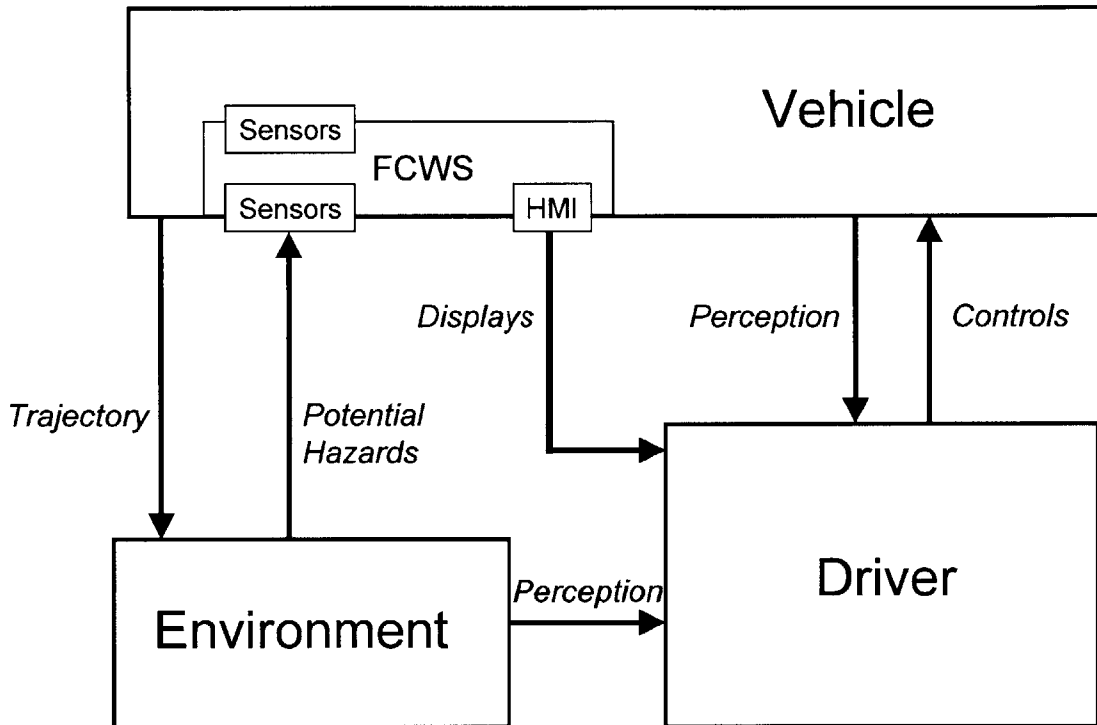 Vehicle
Sensors
FCWS
Sensors
HMI
Displays
Perception
Controls
Trajectory
Potential
Hazards
Driver
Perception
Environment